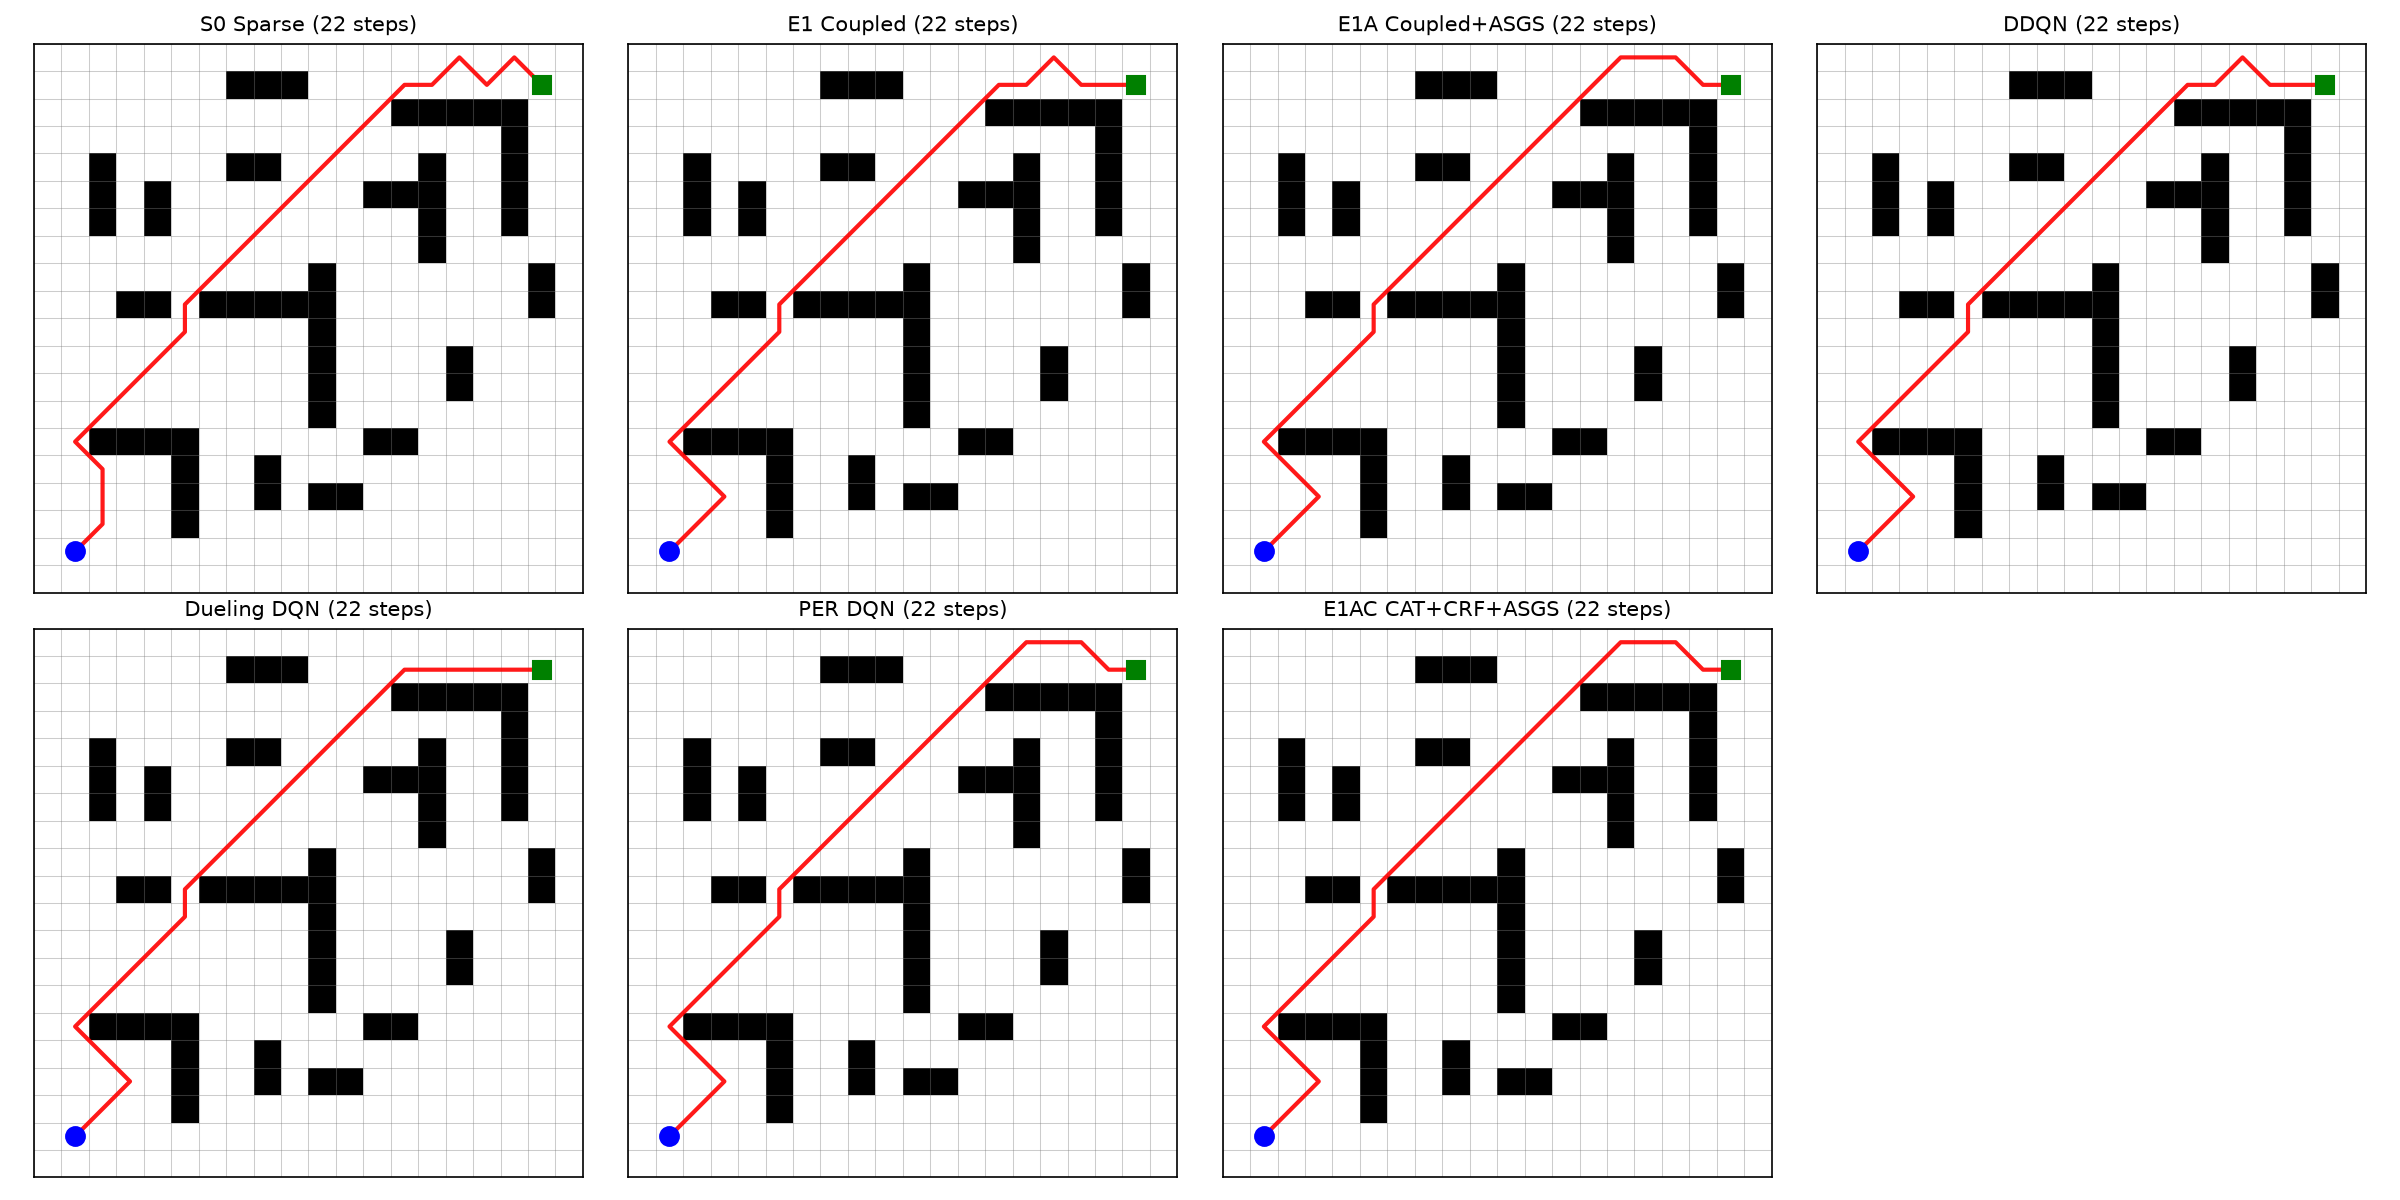 S0 Sparse (22 steps)
E1 Coupled (22 steps)
E1A Coupled+ASGS (22 steps)
DDQN (22 steps)
Dueling DQN (22 steps)
PER DQN (22 steps)
E1AC CAT+CRF+ASGS (22 steps)